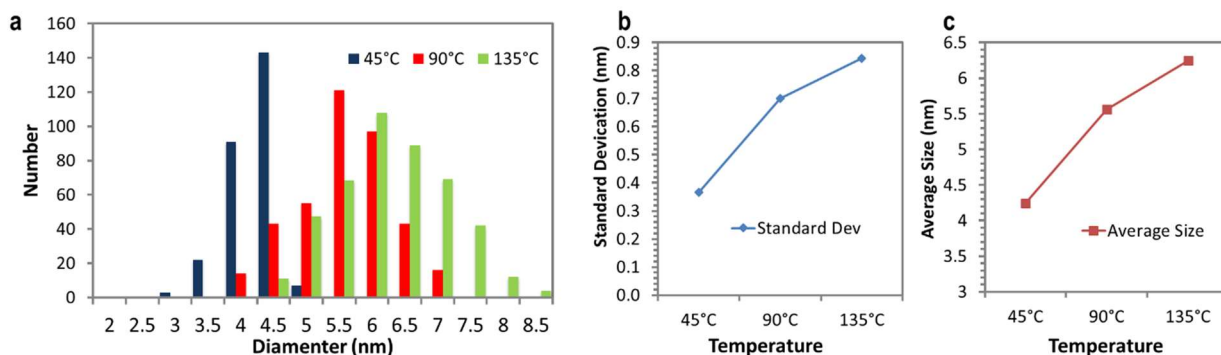 a
160
140
120
100
80
60
40
20
0
Number
45°C 90°C 135°C
2 2.5 3 3.5 4 4.5 5 5.5 6 6.5 7 7.5 8 8.5
Diamenter (nm)
b
0.9
0.8
0.7
0.6
0.5
0.4
0.3
0.2
0.1
0.0
Standard Devication (nm)
Standard Dev
45°C 90°C 135°C
Temperature
c
6.5
6
5.5
5
4.5
4
3.5
3
Average Size (nm)
Average Size
45°C 90°C 135°C
Temperature